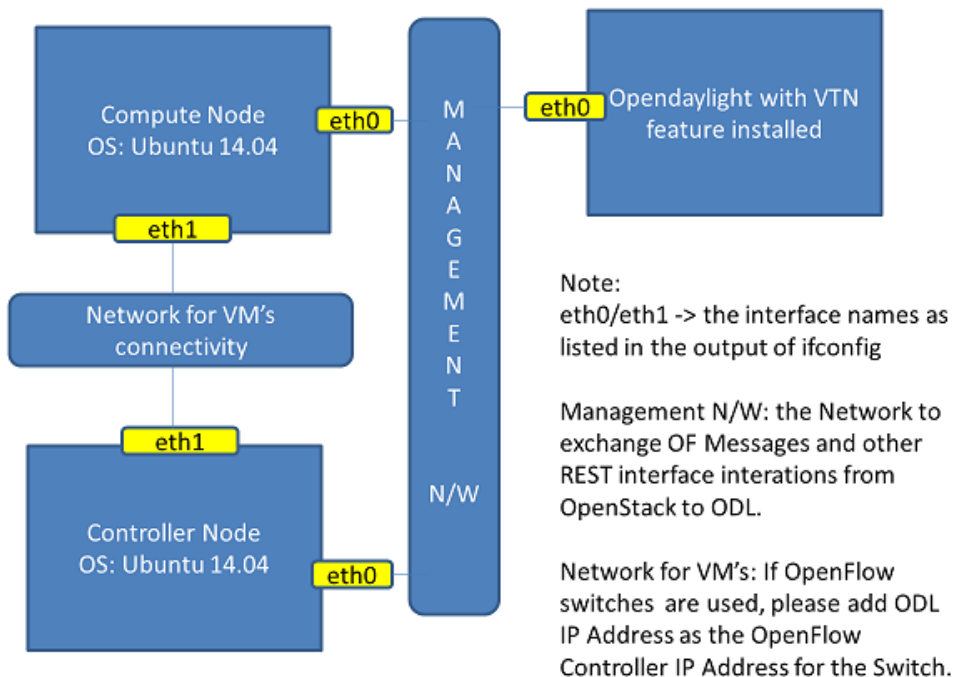 Compute Node
OS: Ubuntu 14.04
eth0
eth1
Network for VM's
connectivity
eth1
Controller Node
OS: Ubuntu 14.04
eth0
M
A
N
A
G
E
M
E
N
T
N/W
eth0
Opendaylight with VTN
feature installed
Note:
eth0/eth1 -> the interface names as
listed in the output of ifconfig
Management N/W: the Network to
exchange OF Messages and other
REST interface interations from
OpenStack to ODL.
Network for VM's: If OpenFlow
switches are used, please add ODL
IP Address as the OpenFlow
Controller IP Address for the Switch.